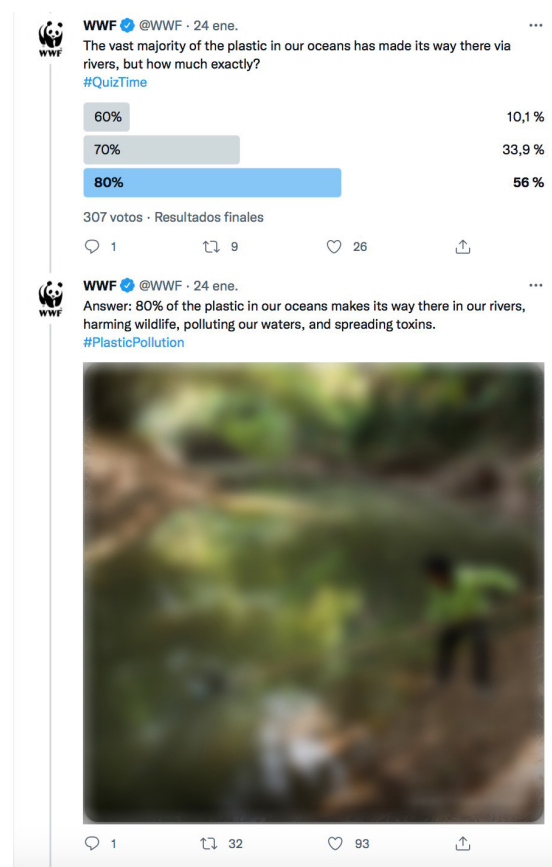 WWF @WWF · 24 ene.
The vast majority of the plastic in our oceans has made its way there via
rivers, but how much exactly?
#QuizTime
60% 10,1 %
70% 33,9 %
80% 56 %
307 votos · Resultados finales
1 9 26
WWF
WWF @WWF · 24 ene.
Answer: 80% of the plastic in our oceans makes its way there in our rivers,
harming wildlife, polluting our waters, and spreading toxins.
#PlasticPollution
WWF
1 32 93